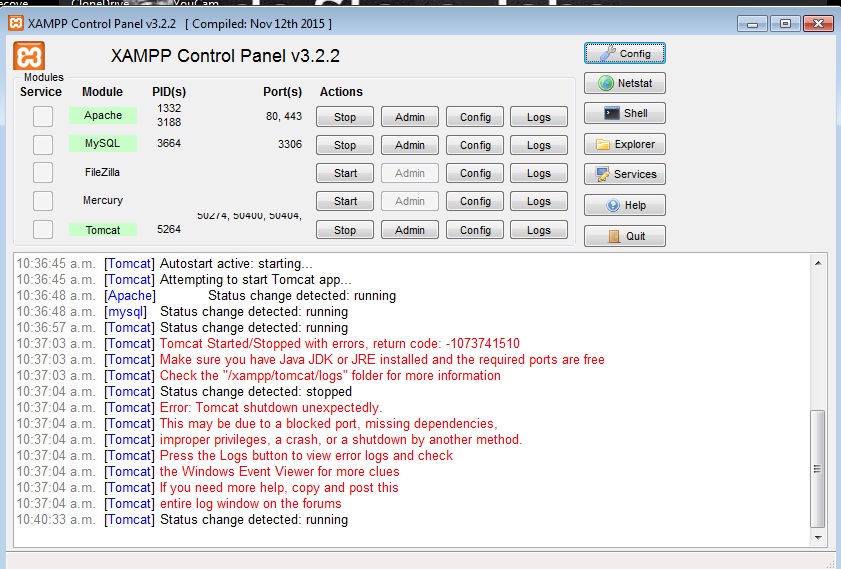 CloneDrive YouCam
XAMPP Control Panel v3.2.2 [ Compiled: Nov 12th 2015 ]
XAMPP Control Panel v3.2.2
Config
Modules
Service Module PID(s) Port(s) Actions
Netstat
Apache 1332 3188 80, 443 Stop Admin Config Logs
Shell
MySQL 3664 3306 Stop Admin Config Logs
Explorer
FileZilla Start Admin Config Logs
Services
Mercury Start Admin Config Logs
Help
50274, 50400, 50404,
Tomcat 5264 Stop Admin Config Logs
Quit
10:36:45 a.m. [Tomcat] Autostart active: starting...
10:36:45 a.m. [Tomcat] Attempting to start Tomcat app...
10:36:48 a.m. [Apache] Status change detected: running
10:36:48 a.m. [mysql] Status change detected: running
10:36:57 a.m. [Tomcat] Status change detected: running
10:37:03 a.m. [Tomcat] Tomcat Started/Stopped with errors, return code: -1073741510
10:37:03 a.m. [Tomcat] Make sure you have Java JDK or JRE installed and the required ports are free
10:37:03 a.m. [Tomcat] Check the "/xampp/tomcat/logs" folder for more information
10:37:04 a.m. [Tomcat] Status change detected: stopped
10:37:04 a.m. [Tomcat] Error: Tomcat shutdown unexpectedly.
10:37:04 a.m. [Tomcat] This may be due to a blocked port, missing dependencies,
10:37:04 a.m. [Tomcat] improper privileges, a crash, or a shutdown by another method.
10:37:04 a.m. [Tomcat] Press the Logs button to view error logs and check
10:37:04 a.m. [Tomcat] the Windows Event Viewer for more clues
10:37:04 a.m. [Tomcat] If you need more help, copy and post this
10:37:04 a.m. [Tomcat] entire log window on the forums
10:40:33 a.m. [Tomcat] Status change detected: running